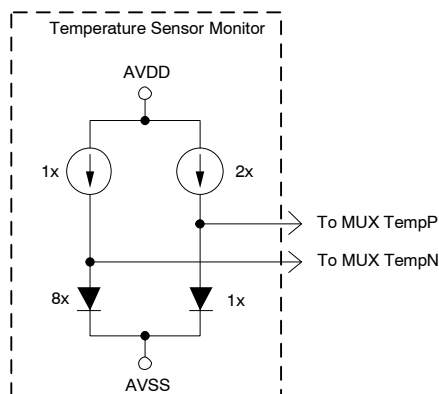 Temperature Sensor Monitor
AVDD
1x
2x
To MUX TempP
To MUX TempN
8x
1x
AVSS